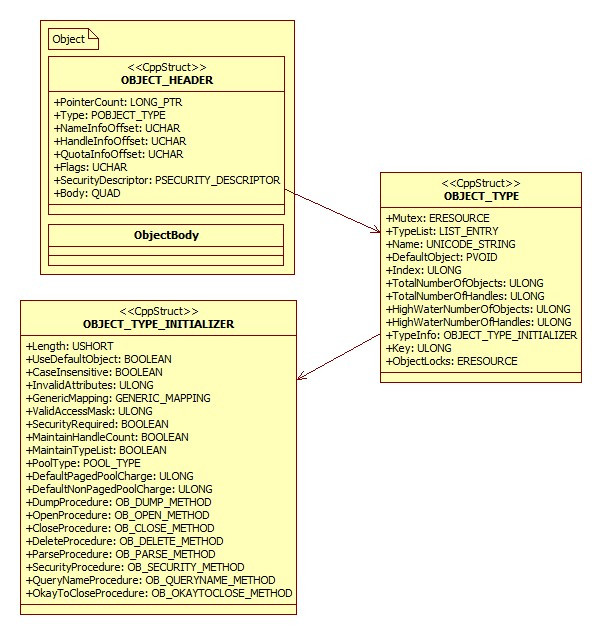 Object
<<CppStruct>>
OBJECT_HEADER
+PointerCount: LONG_PTR
+Type: POBJECT_TYPE
+NameInfoOffset: UCHAR
+HandleInfoOffset: UCHAR
+QuotaInfoOffset: UCHAR
+Flags: UCHAR
+SecurityDescriptor: PSECURITY_DESCRIPTOR
+Body: QUAD
ObjectBody
<<CppStruct>>
OBJECT_TYPE
+Mutex: ERESOURCE
+TypeList: LIST_ENTRY
+Name: UNICODE_STRING
+DefaultObject: PVOID
+Index: ULONG
+TotalNumberOfObjects: ULONG
+TotalNumberOfHandles: ULONG
+HighWaterNumberOfObjects: ULONG
+HighWaterNumberOfHandles: ULONG
+TypeInfo: OBJECT_TYPE_INITIALIZER
+Key: ULONG
+ObjectLocks: ERESOURCE
<<CppStruct>>
OBJECT_TYPE_INITIALIZER
+Length: USHORT
+UseDefaultObject: BOOLEAN
+CaseInsensitive: BOOLEAN
+InvalidAttributes: ULONG
+GenericMapping: GENERIC_MAPPING
+ValidAccessMask: ULONG
+SecurityRequired: BOOLEAN
+MaintainHandleCount: BOOLEAN
+MaintainTypeList: BOOLEAN
+PoolType: POOL_TYPE
+DefaultPagedPoolCharge: ULONG
+DefaultNonPagedPoolCharge: ULONG
+DumpProcedure: OB_DUMP_METHOD
+OpenProcedure: OB_OPEN_METHOD
+CloseProcedure: OB_CLOSE_METHOD
+DeleteProcedure: OB_DELETE_METHOD
+ParseProcedure: OB_PARSE_METHOD
+SecurityProcedure: OB_SECURITY_METHOD
+QueryNameProcedure: OB_QUERYNAME_METHOD
+OkayToCloseProcedure: OB_OKAYTOCLOSE_METHOD